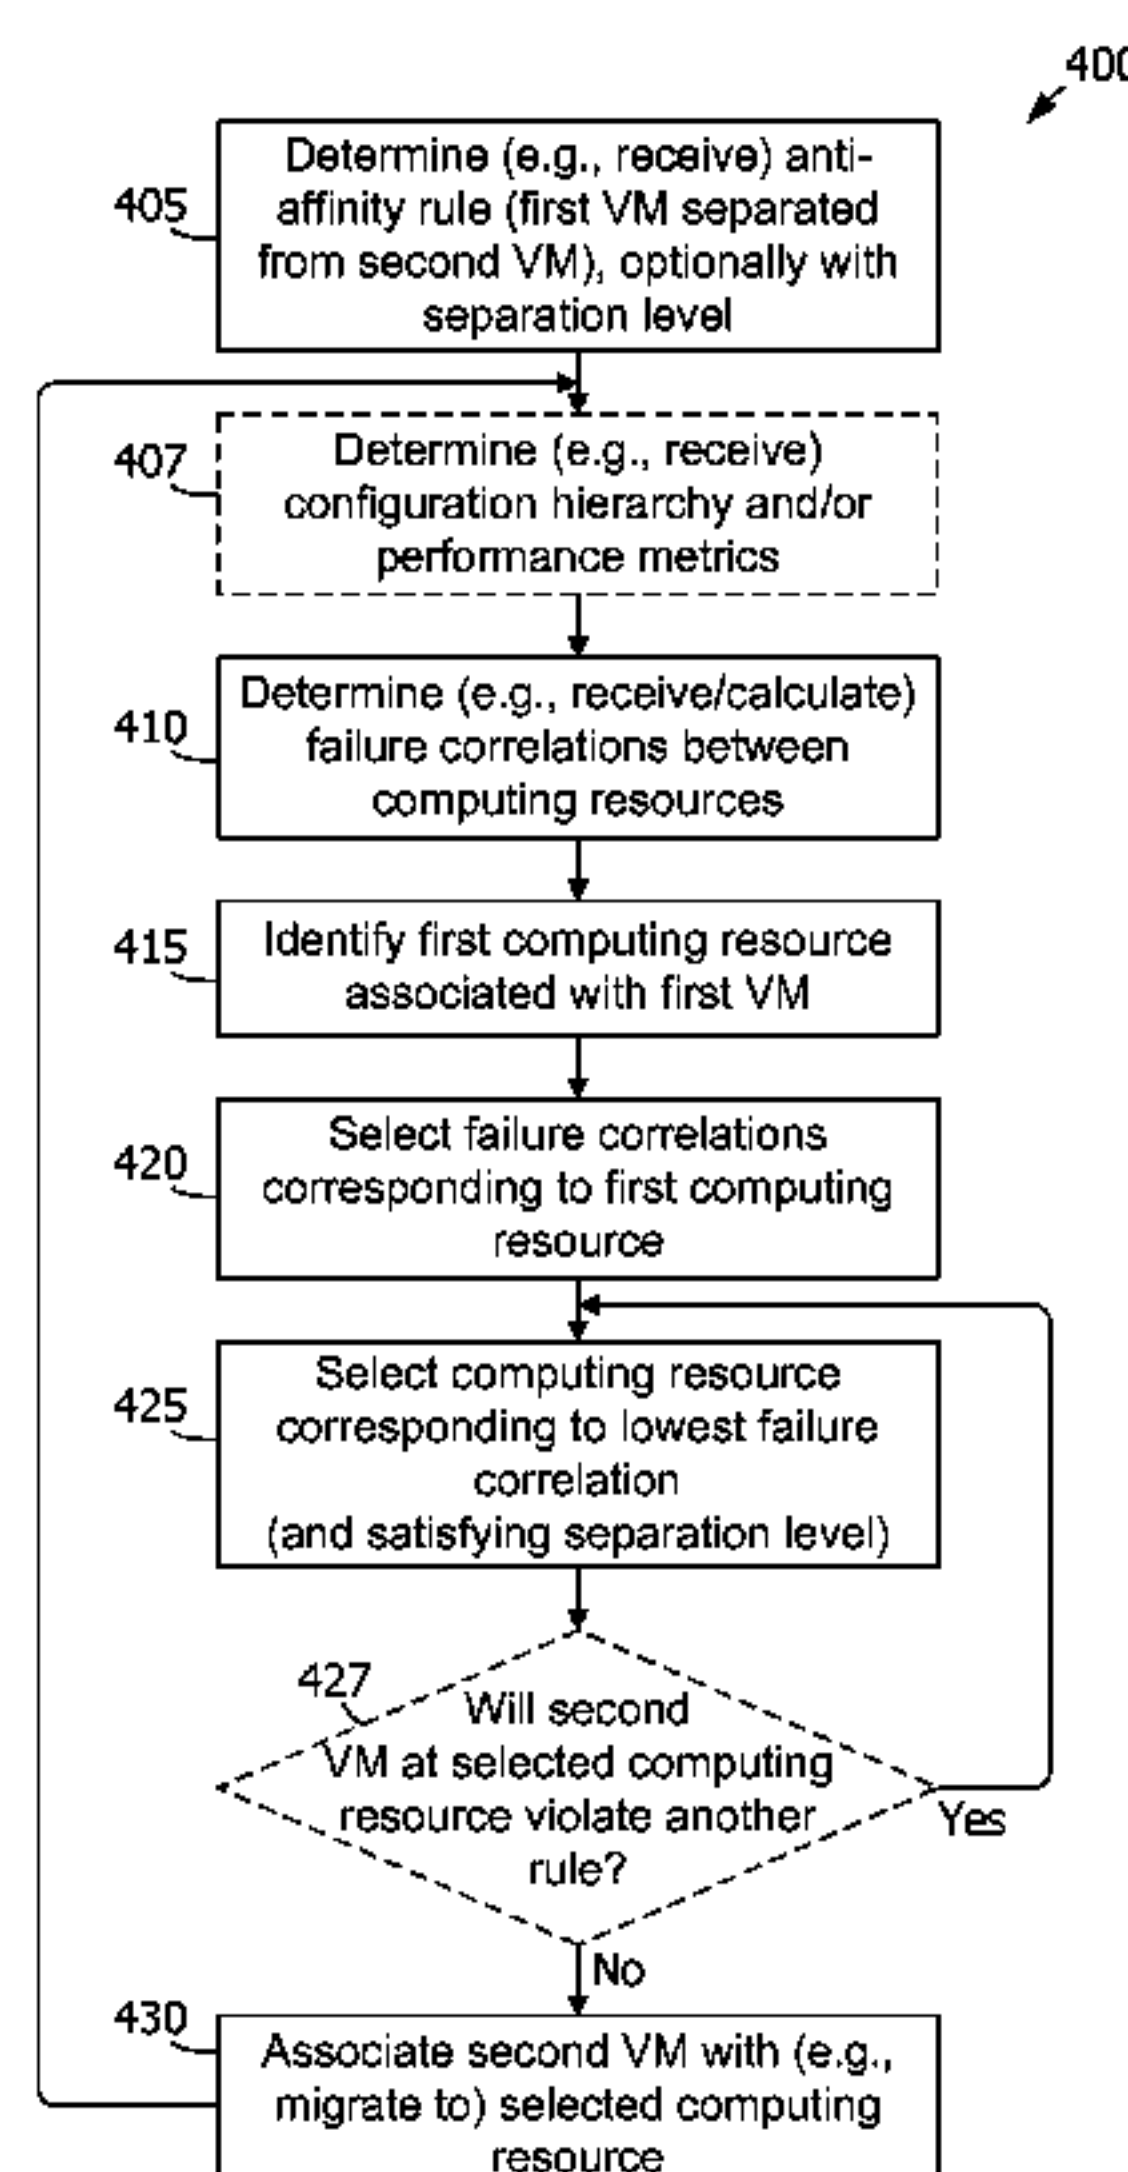 400
405
Determine (e.g., receive) anti-
affinity rule (first VM separated
from second VM), optionally with
separation level
407
Determine (e.g., receive)
configuration hierarchy and/or
performance metrics
410
Determine (e.g., receive/calculate)
failure correlations between
computing resources
415
Identify first computing resource
associated with first VM
420
Select failure correlations
corresponding to first computing
resource
425
Select computing resource
corresponding to lowest failure
correlation
(and satisfying separation level)
427
Will second
VM at selected computing
resource violate another
rule?
Yes
No
430
Associate second VM with (e.g.,
migrate to) selected computing
resource